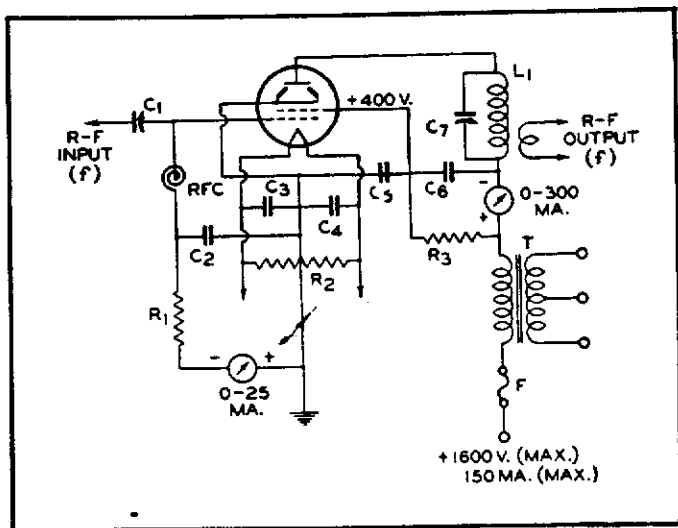 C1
R-F
INPUT
(f)
RFC
C2
R1
0-25
MA.
- +
C3
C4
R2
+400 V.
C5
C6
R3
C7
L1
R-F
OUTPUT
(f)
-
+
0-300
MA.
T
F
+1600 V. (MAX.)
150 MA. (MAX.)